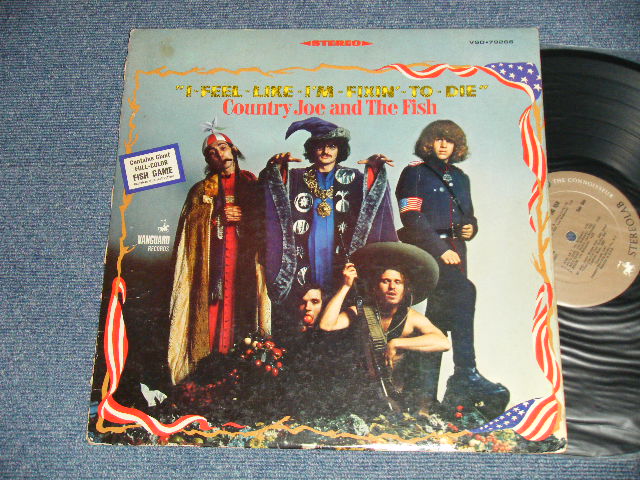 STEREO
VSD•79266
"I-FEEL-LIKE-I'M-FIXIN'-TO-DIE"
Country Joe and The Fish
Contains Giant
FULL-COLOR
FISH GAME
VANGUARD
RECORDS
THE CONNOISSEUR
STEREOLAB